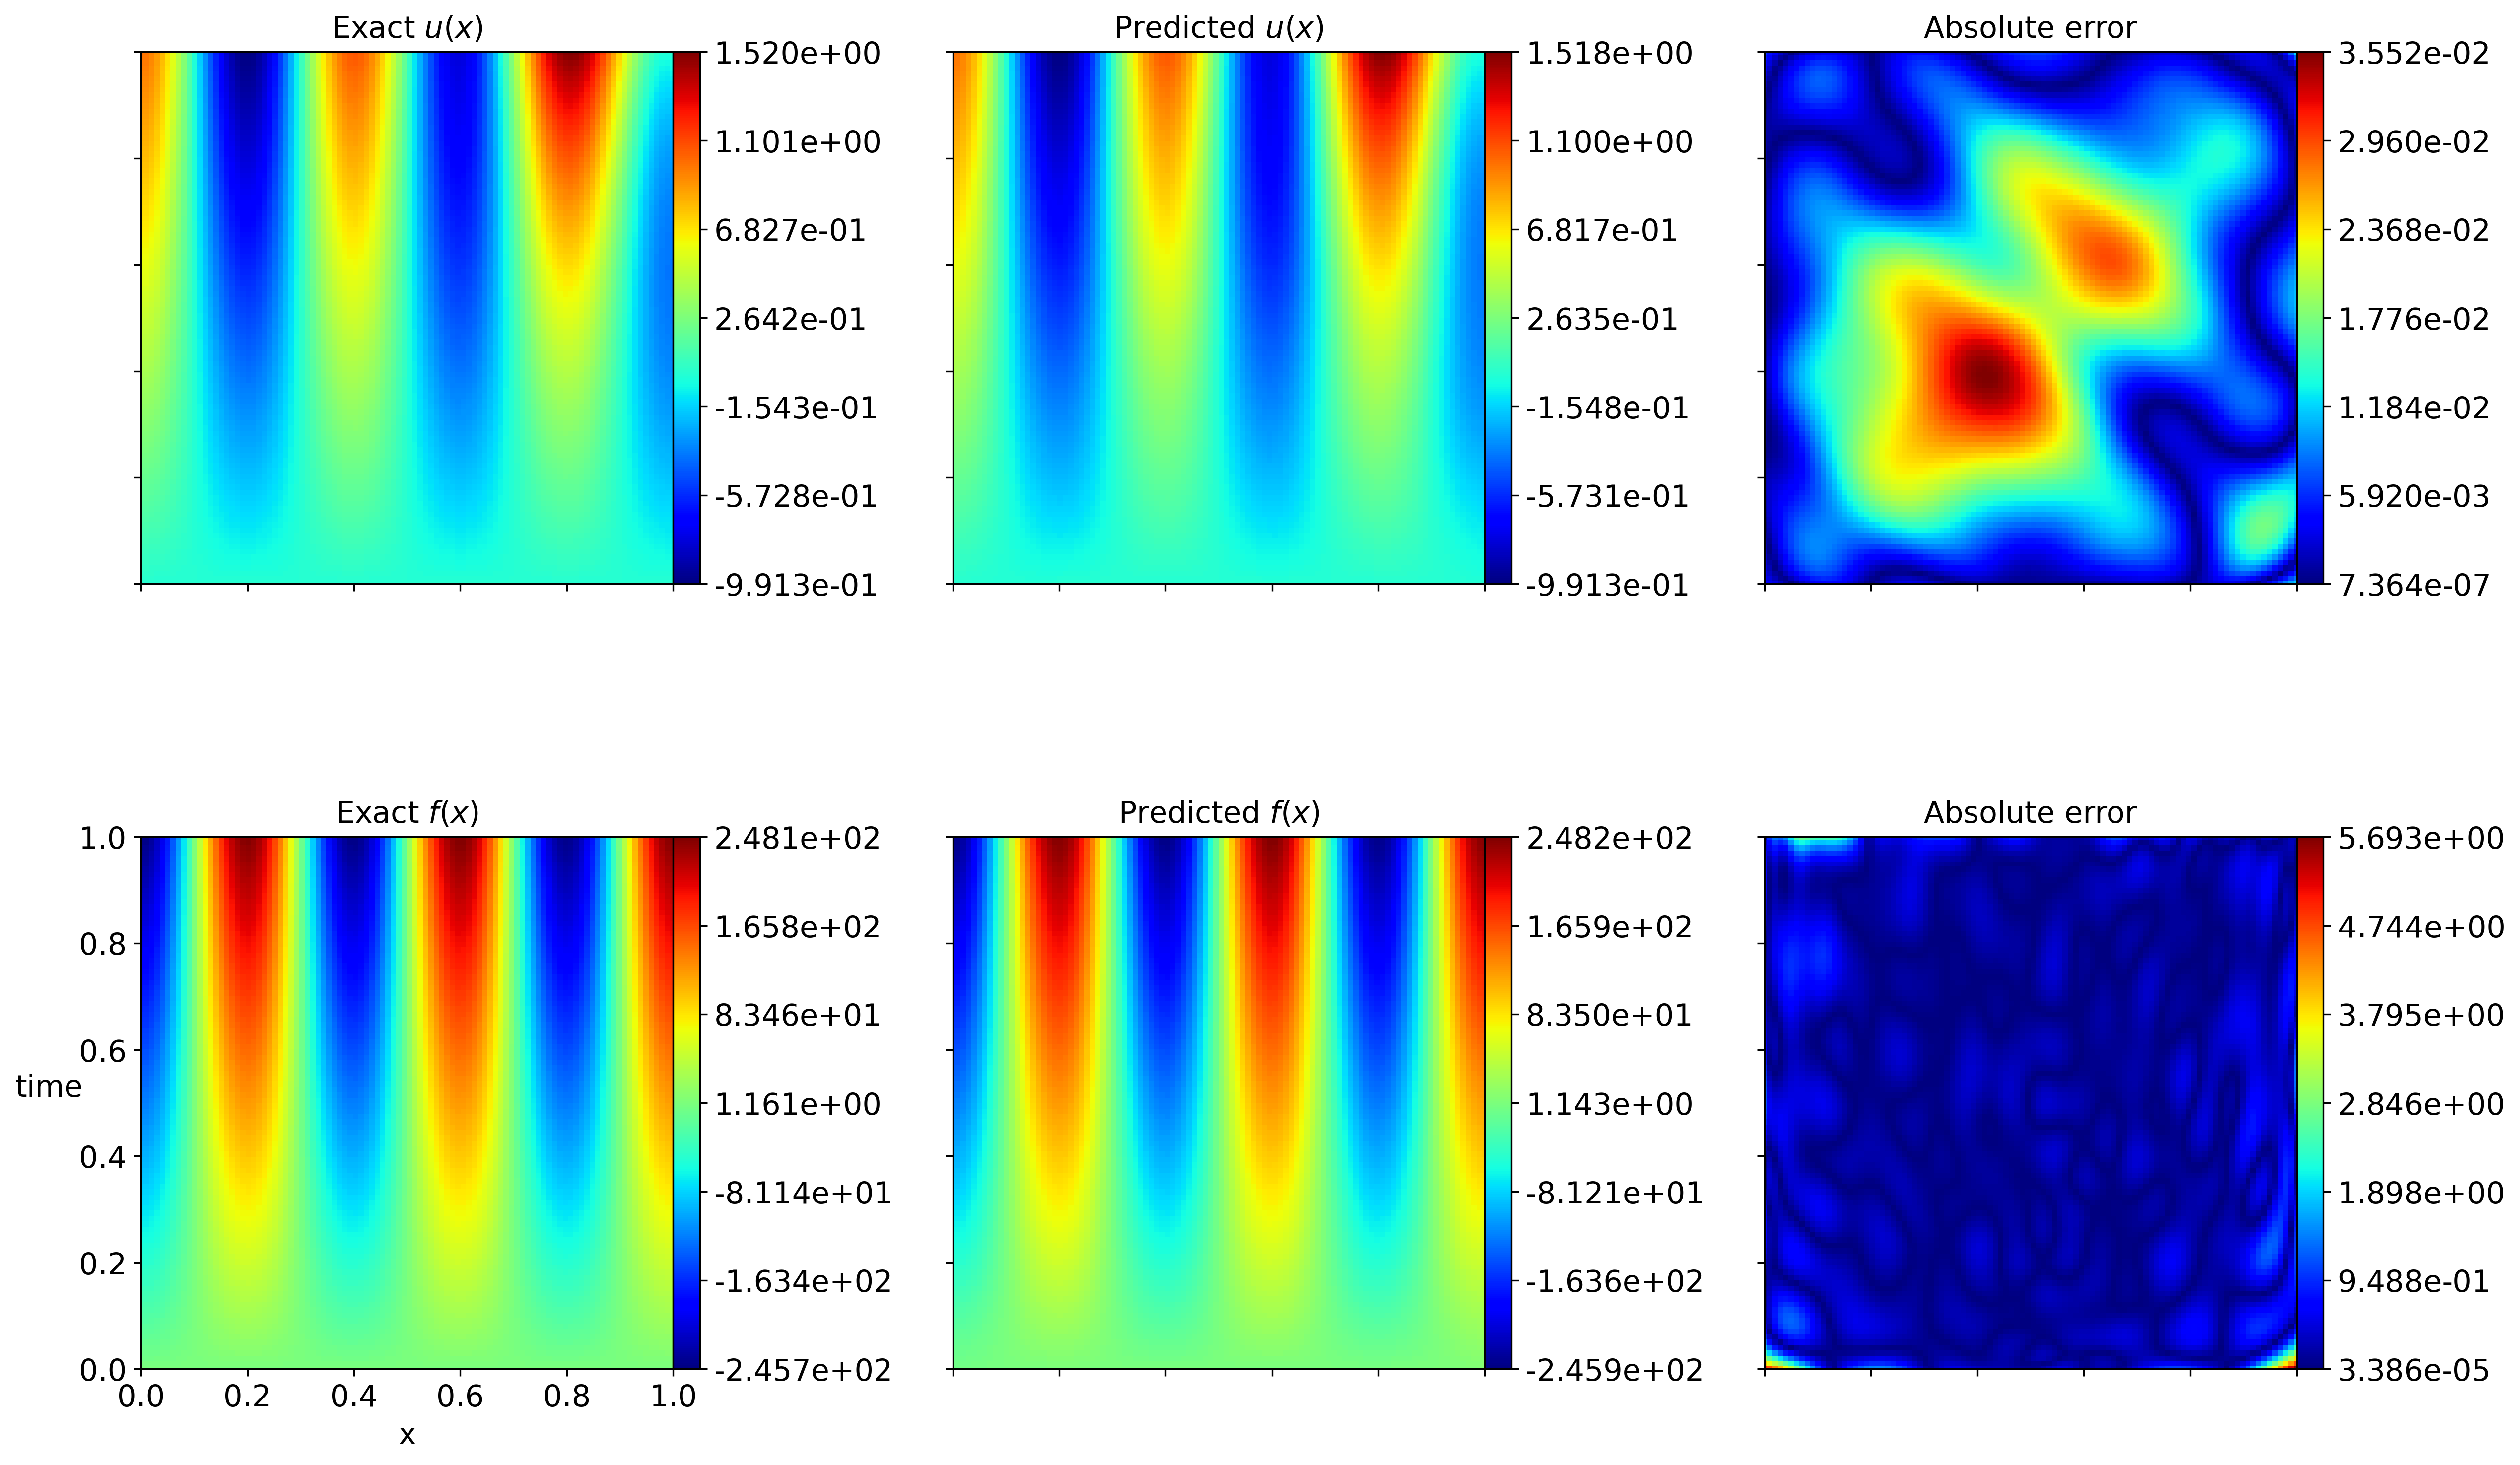 Exact u(x)
1.520e+00
1.101e+00
6.827e-01
2.642e-01
-1.543e-01
-5.728e-01
-9.913e-01
Predicted u(x)
1.518e+00
1.100e+00
6.817e-01
2.635e-01
-1.548e-01
-5.731e-01
-9.913e-01
Absolute error
3.552e-02
2.960e-02
2.368e-02
1.776e-02
1.184e-02
5.920e-03
7.364e-07
Exact f(x)
1.0
0.8
0.6
time
0.4
0.2
0.0
0.0 0.2 0.4 0.6 0.8 1.0
x
2.481e+02
1.658e+02
8.346e+01
1.161e+00
-8.114e+01
-1.634e+02
-2.457e+02
Predicted f(x)
2.482e+02
1.659e+02
8.350e+01
1.143e+00
-8.121e+01
-1.636e+02
-2.459e+02
Absolute error
5.693e+00
4.744e+00
3.795e+00
2.846e+00
1.898e+00
9.488e-01
3.386e-05